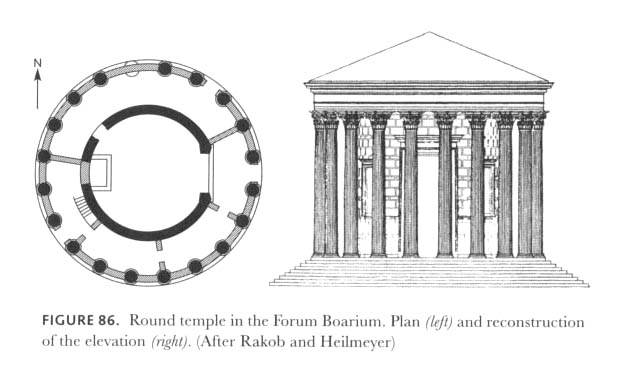 N
FIGURE 86. Round temple in the Forum Boarium. Plan (left) and reconstruction
of the elevation (right). (After Rakob and Heilmeyer)